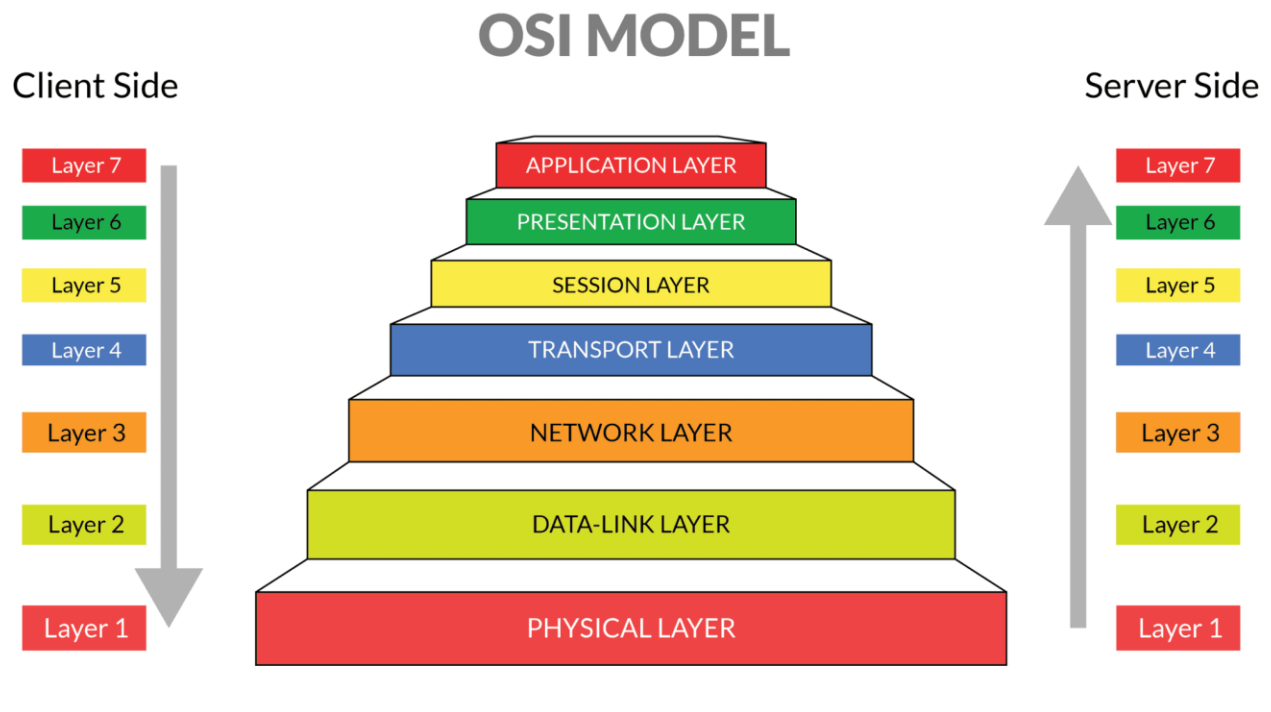 OSI MODEL
Client Side
Server Side
Layer 7
APPLICATION LAYER
Layer 7
Layer 6
PRESENTATION LAYER
Layer 6
Layer 5
SESSION LAYER
Layer 5
Layer 4
TRANSPORT LAYER
Layer 4
Layer 3
NETWORK LAYER
Layer 3
Layer 2
DATA-LINK LAYER
Layer 2
Layer 1
PHYSICAL LAYER
Layer 1